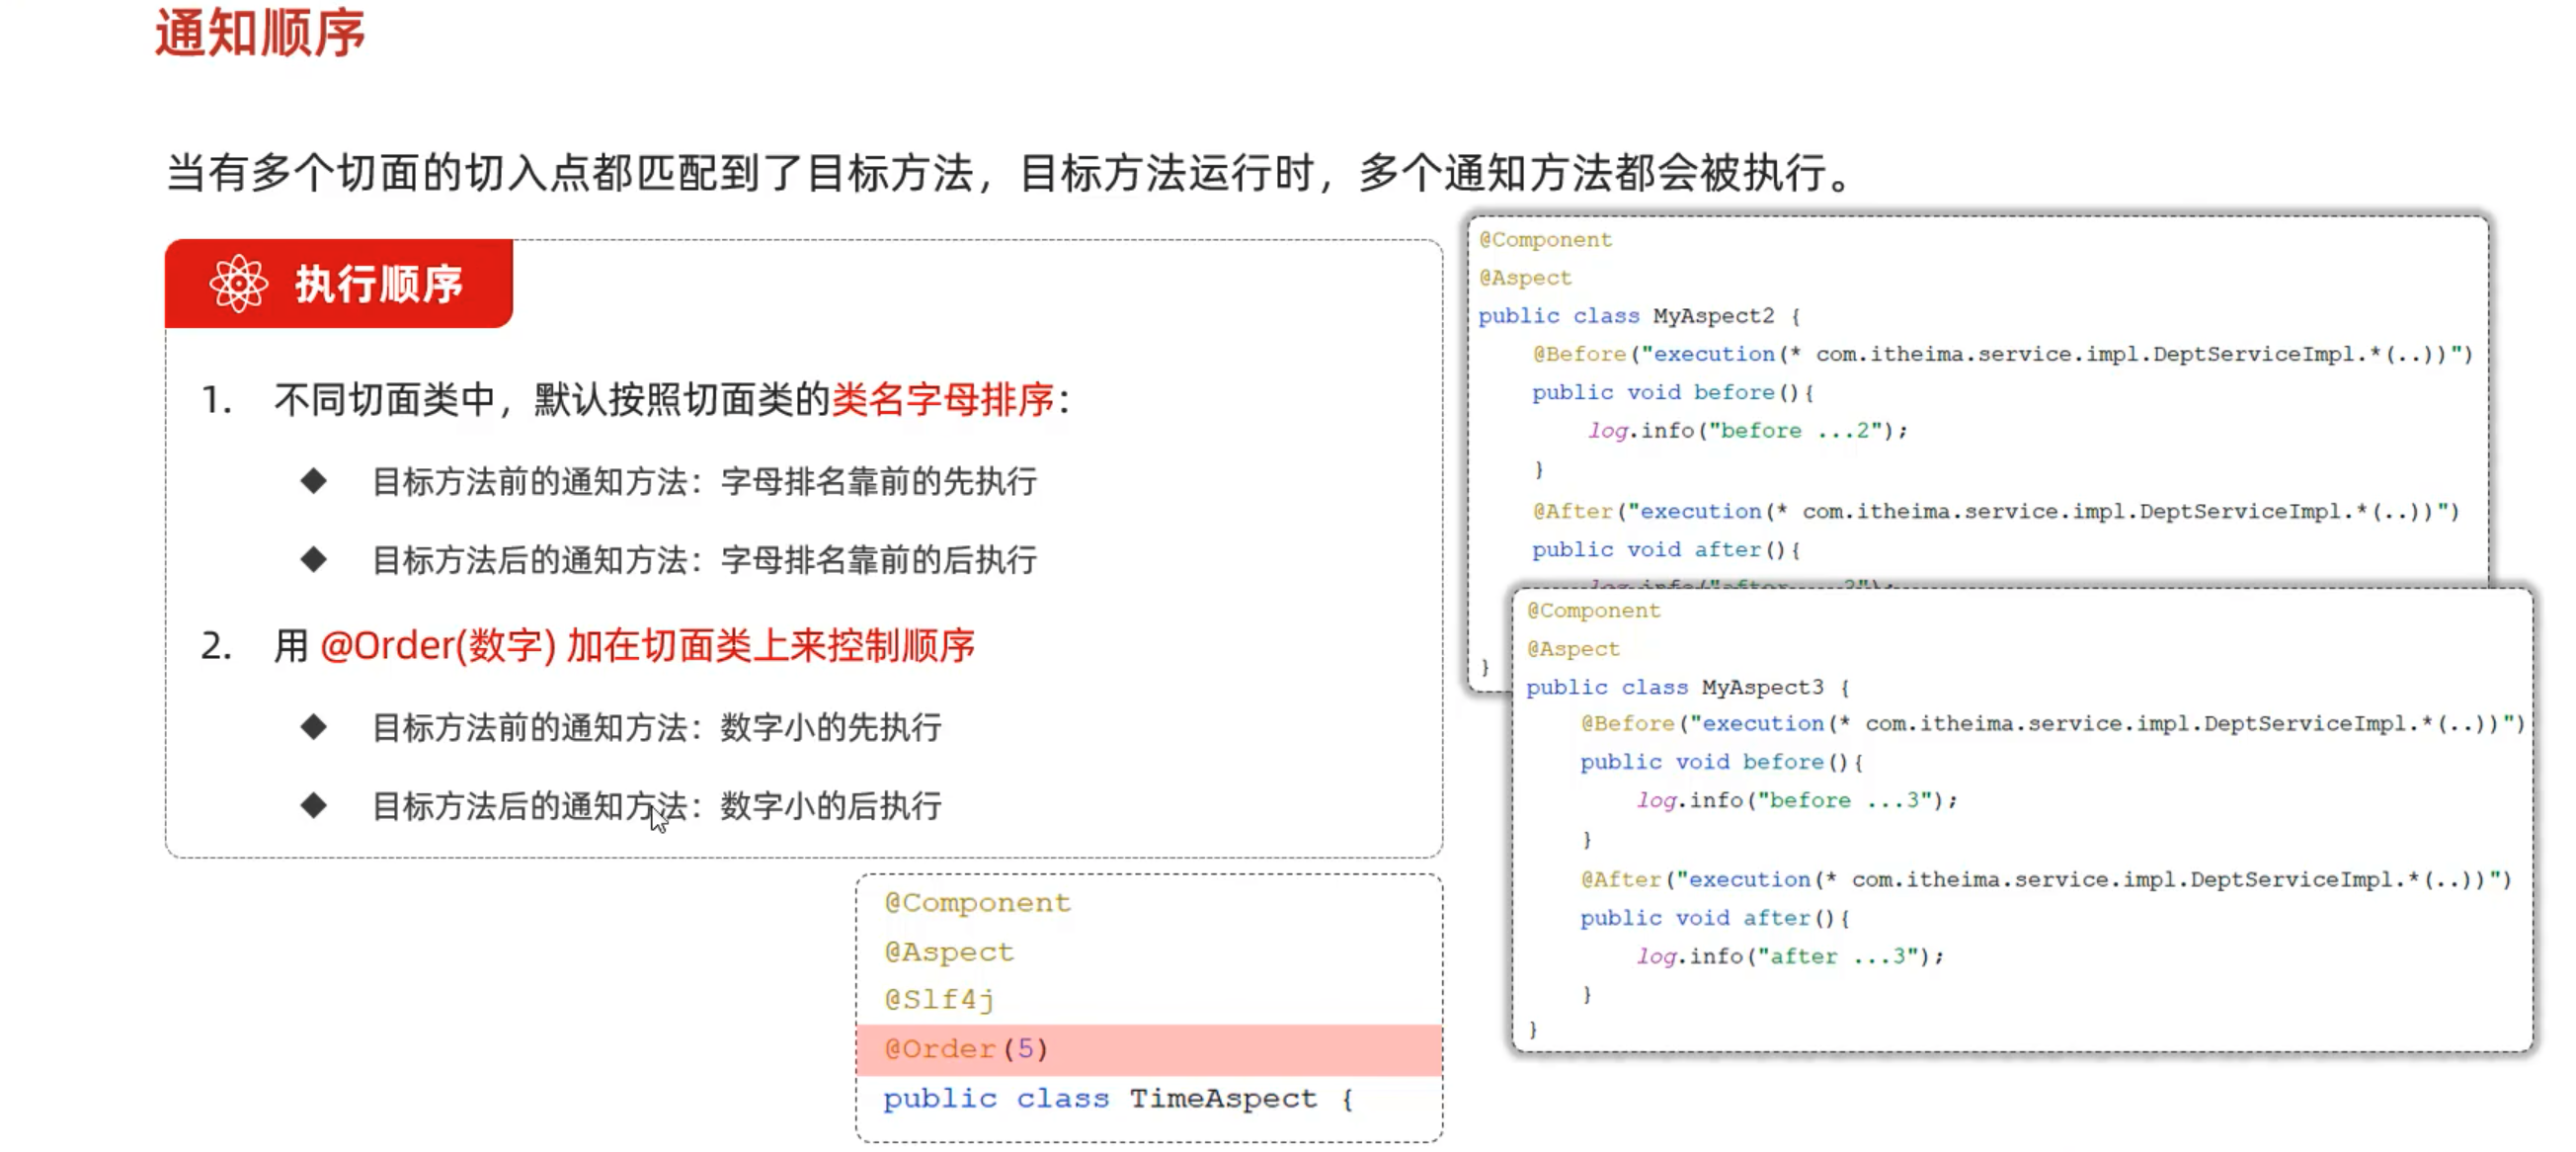 通知顺序
当有多个切面的切入点都匹配到了目标方法，目标方法运行时，多个通知方法都会被执行。
执行顺序
1. 不同切面类中，默认按照切面类的类名字母排序：
◆ 目标方法前的通知方法：字母排名靠前的先执行
◆ 目标方法后的通知方法：字母排名靠前的后执行
2. 用 @Order(数字) 加在切面类上来控制顺序
◆ 目标方法前的通知方法：数字小的先执行
◆ 目标方法后的通知方法：数字小的后执行
@Component
@Aspect
@Slf4j
@Order(5)
public class TimeAspect {
@Component
@Aspect
public class MyAspect2 {
@Before("execution(* com.itheima.service.impl.DeptServiceImpl.*(..))")
public void before(){
log.info("before ...2");
}
@After("execution(* com.itheima.service.impl.DeptServiceImpl.*(..))")
public void after(){
}
@Component
@Aspect
public class MyAspect3 {
@Before("execution(* com.itheima.service.impl.DeptServiceImpl.*(..))")
public void before(){
log.info("before ...3");
}
@After("execution(* com.itheima.service.impl.DeptServiceImpl.*(..))")
public void after(){
log.info("after ...3");
}
}